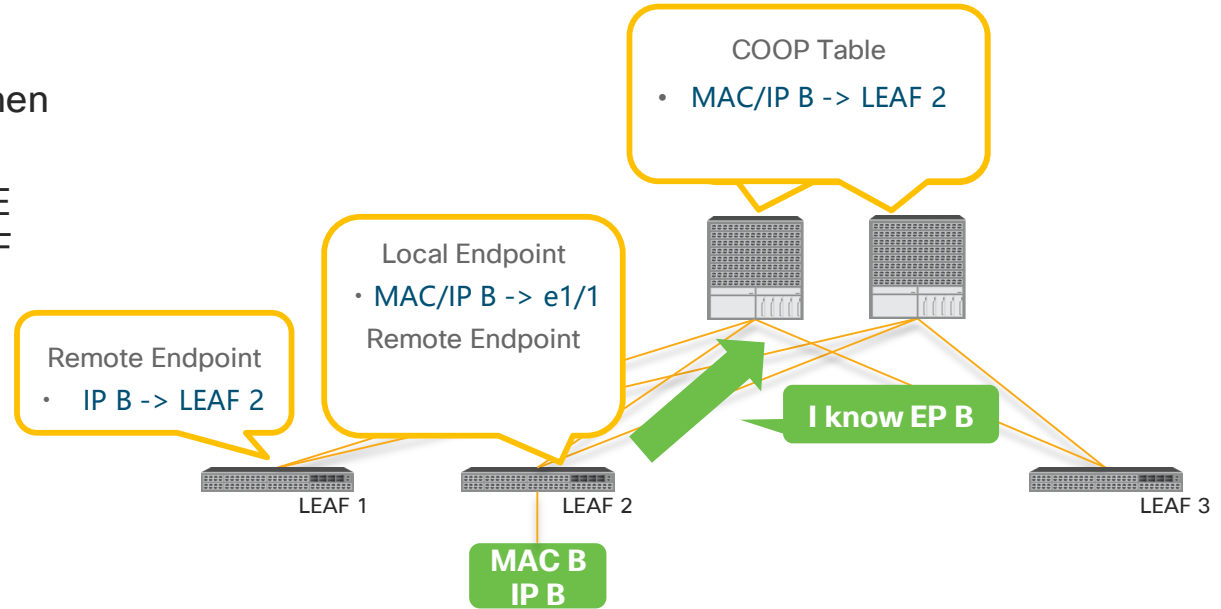 COOP Table
• MAC/IP B -> LEAF 2
Local Endpoint
• MAC/IP B -> e1/1
Remote Endpoint
Remote Endpoint
• IP B -> LEAF 2
I know EP B
LEAF 1
LEAF 2
LEAF 3
MAC B
IP B